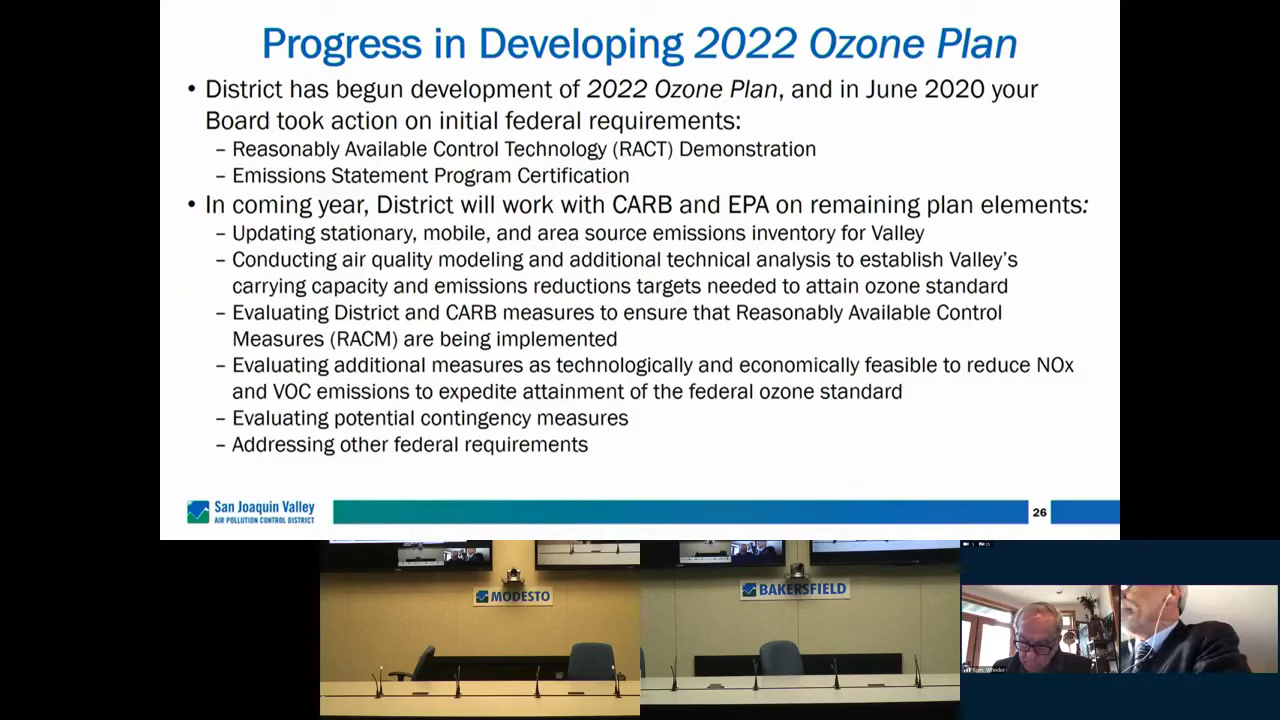 Progress in Developing 2022 Ozone Plan
• District has begun development of 2022 Ozone Plan, and in June 2020 your
Board took action on initial federal requirements:
– Reasonably Available Control Technology (RACT) Demonstration
– Emissions Statement Program Certification
• In coming year, District will work with CARB and EPA on remaining plan elements:
– Updating stationary, mobile, and area source emissions inventory for Valley
– Conducting air quality modeling and additional technical analysis to establish Valley's
carrying capacity and emissions reductions targets needed to attain ozone standard
– Evaluating District and CARB measures to ensure that Reasonably Available Control
Measures (RACM) are being implemented
– Evaluating additional measures as technologically and economically feasible to reduce NOx
and VOC emissions to expedite attainment of the federal ozone standard
– Evaluating potential contingency measures
– Addressing other federal requirements
San Joaquin Valley
AIR POLLUTION CONTROL DISTRICT
26
MODESTO
BAKERSFIELD
Wheeler